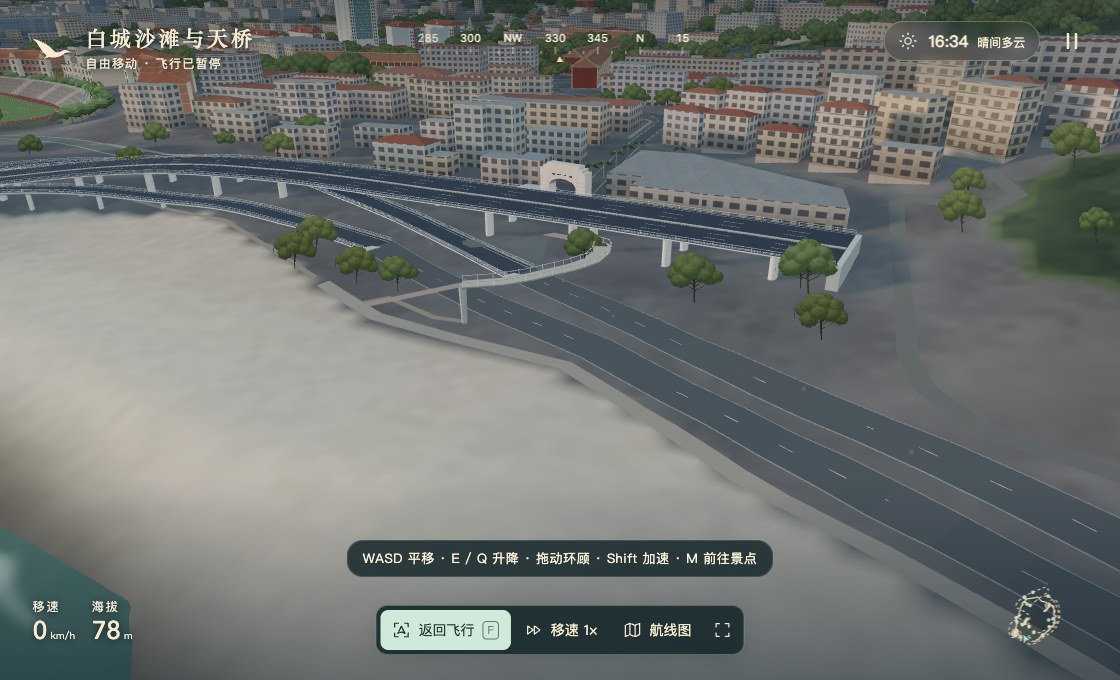 白城沙滩与天桥
自由移动 · 飞行已暂停
285 300 NW 330 345 N 15
16:34 晴间多云
WASD 平移 · E / Q 升降 · 拖动环顾 · Shift 加速 · M 前往景点
移速 海拔
0 km/h 78 m
返回飞行 F 移速 1x 航线图